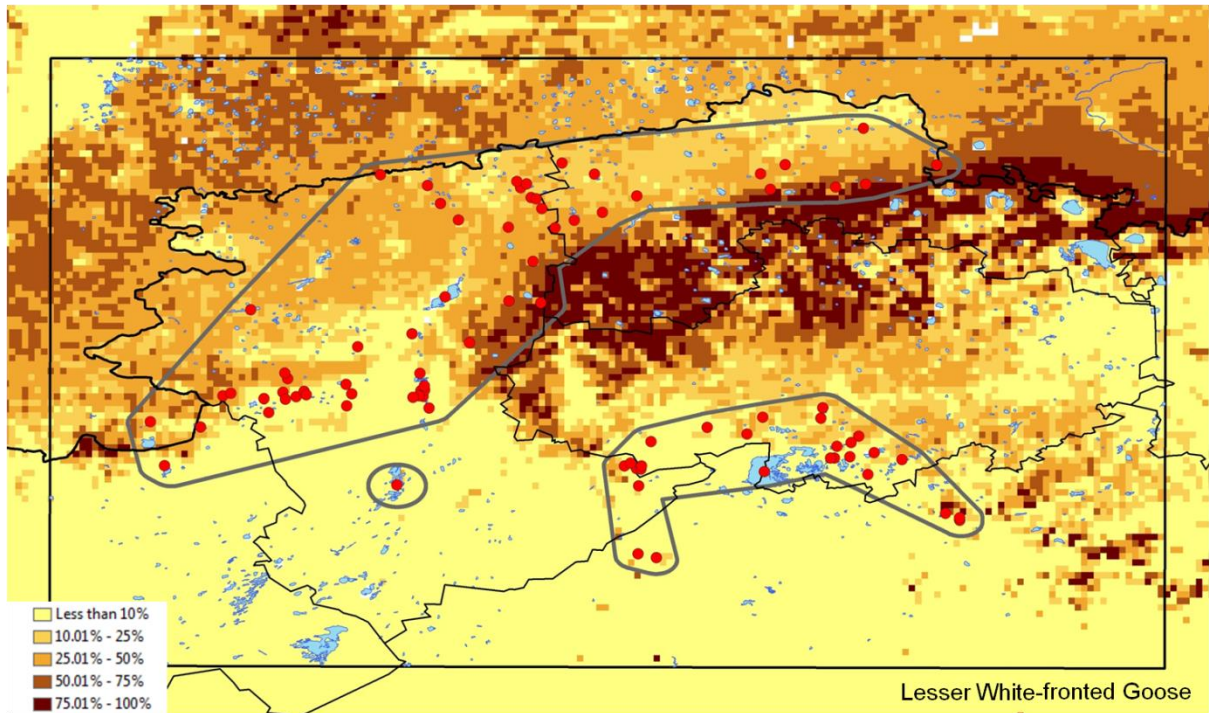 Less than 10%
10.01% - 25%
25.01% - 50%
50.01% - 75%
75.01% - 100%
Lesser White-fronted Goose